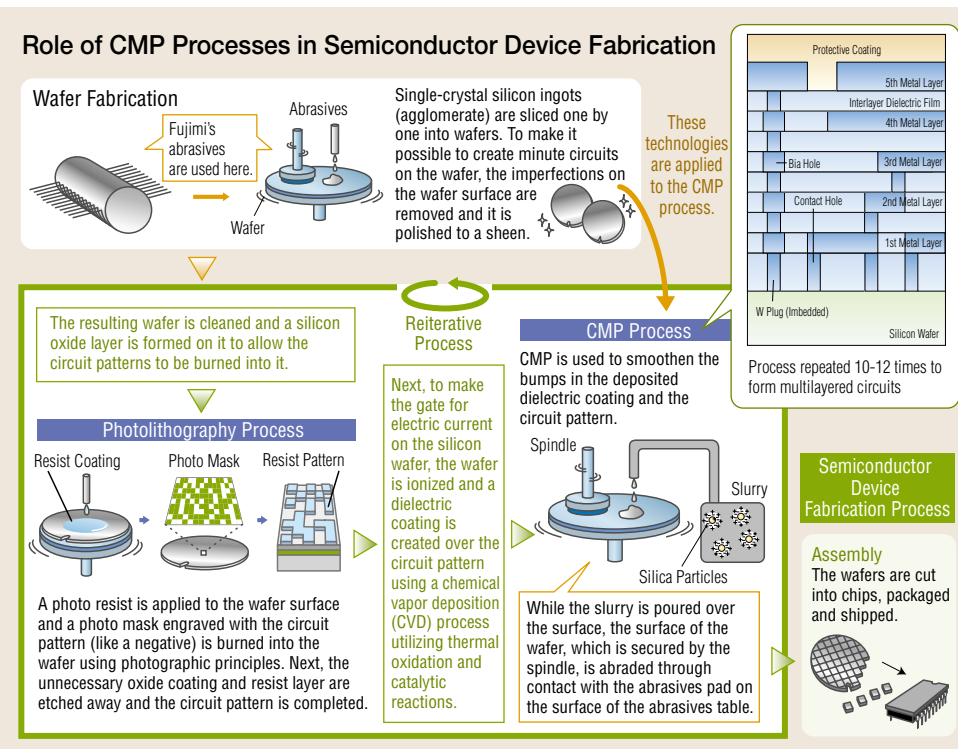 Role of CMP Processes in Semiconductor Device Fabrication
Wafer Fabrication
Fujimi’s
abrasives
are used here.
Abrasives
Wafer
Single-crystal silicon ingots
(agglomerate) are sliced one by
one into wafers. To make it
possible to create minute circuits
on the wafer, the imperfections on
the wafer surface are
removed and it is
polished to a sheen.
These
technologies
are applied
to the CMP
process.
Protective Coating
5th Metal Layer
Interlayer Dielectric Film
4th Metal Layer
Bia Hole
3rd Metal Layer
Contact Hole
2nd Metal Layer
1st Metal Layer
W Plug (Imbedded)
Silicon Wafer
Process repeated 10-12 times to
form multilayered circuits
The resulting wafer is cleaned and a silicon
oxide layer is formed on it to allow the
circuit patterns to be burned into it.
Photolithography Process
Resist Coating
Photo Mask
Resist Pattern
A photo resist is applied to the wafer surface
and a photo mask engraved with the circuit
pattern (like a negative) is burned into the
wafer using photographic principles. Next, the
unnecessary oxide coating and resist layer are
etched away and the circuit pattern is completed.
Reiterative
Process
Next, to make
the gate for
electric current
on the silicon
wafer, the wafer
is ionized and a
dielectric
coating is
created over the
circuit pattern
using a chemical
vapor deposition
(CVD) process
utilizing thermal
oxidation and
catalytic
reactions.
CMP Process
CMP is used to smoothen the
bumps in the deposited
dielectric coating and the
circuit pattern.
Spindle
Slurry
Silica Particles
While the slurry is poured over
the surface, the surface of the
wafer, which is secured by the
spindle, is abraded through
contact with the abrasives pad on
the surface of the abrasives table.
Semiconductor
Device
Fabrication Process
Assembly
The wafers are cut
into chips, packaged
and shipped.